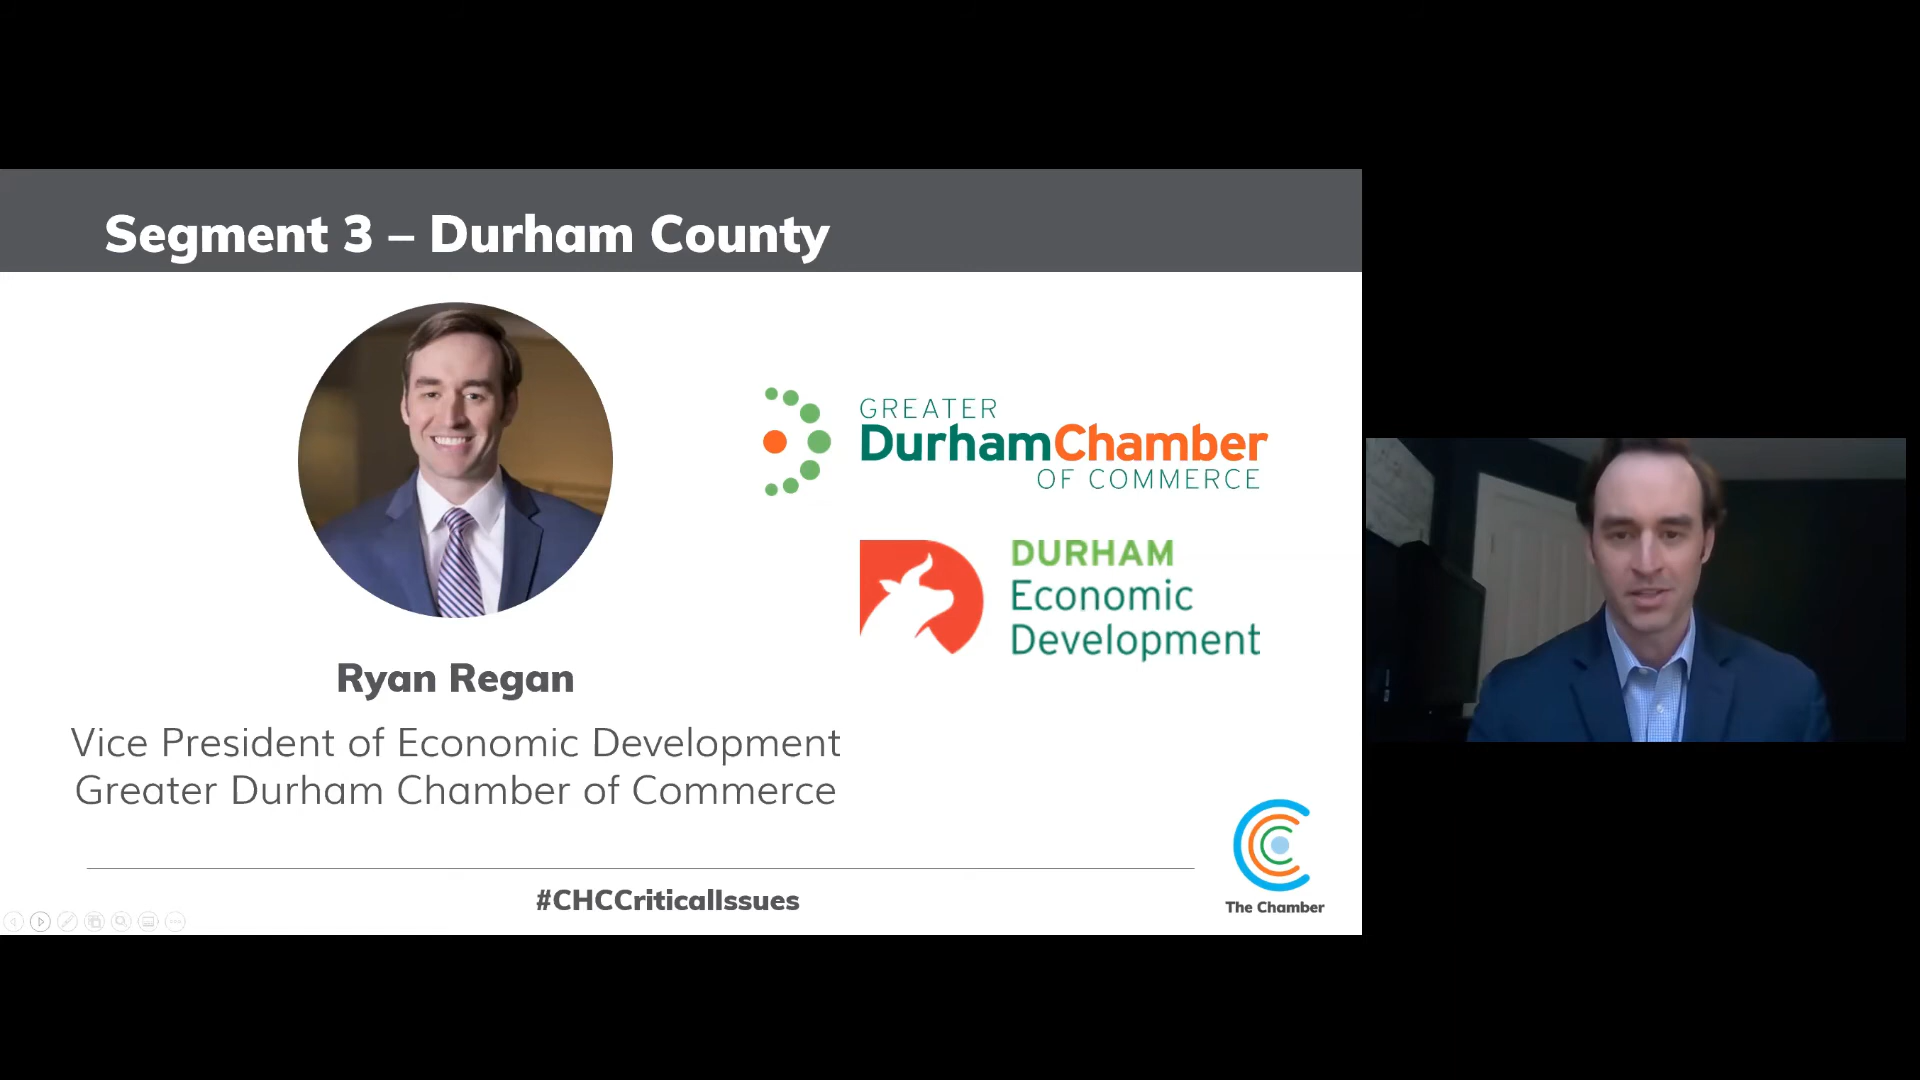 Segment 3 – Durham County
GREATER
DurhamChamber
OF COMMERCE
DURHAM
Economic
Development
Ryan Regan
Vice President of Economic Development
Greater Durham Chamber of Commerce
#CHCCriticalIssues
The Chamber